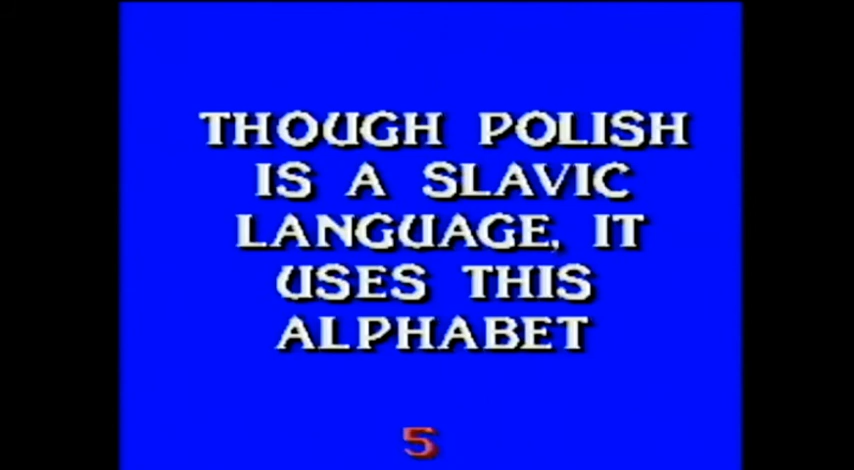 THOUGH POLISH
IS A SLAVIC
LANGUAGE, IT
USES THIS
ALPHABET
5